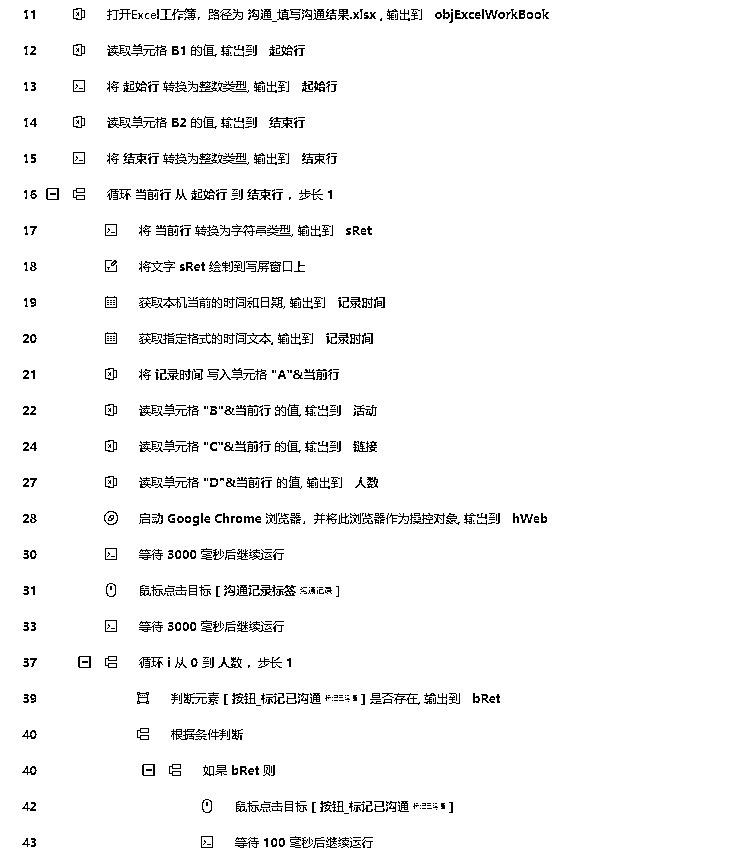 11 打开Excel工作簿，路径为 沟通_填写沟通结果.xlsx , 输出到 objExcelWorkBook
12 读取单元格 B1 的值, 输出到 起始行
13 将 起始行 转换为整数类型, 输出到 起始行
14 读取单元格 B2 的值, 输出到 结束行
15 将 结束行 转换为整数类型, 输出到 结束行
16 循环 当前行 从 起始行 到 结束行 , 步长 1
17 将 当前行 转换为字符串类型, 输出到 sRet
18 将文字 sRet 绘制到写屏窗口上
19 获取本机当前的时间和日期, 输出到 记录时间
20 获取指定格式的时间文本, 输出到 记录时间
21 将 记录时间 写入单元格 "A"&当前行
22 读取单元格 "B"&当前行 的值, 输出到 活动
24 读取单元格 "C"&当前行 的值, 输出到 链接
27 读取单元格 "D"&当前行 的值, 输出到 人数
28 启动 Google Chrome 浏览器，并将此浏览器作为操控对象, 输出到 hWeb
30 等待 3000 毫秒后继续运行
31 鼠标点击目标 [ 沟通记录标签 沟通记录 ]
33 等待 3000 毫秒后继续运行
37 循环 i 从 0 到 人数 , 步长 1
39 判断元素 [ 按钮_标记已沟通 ] 是否存在, 输出到 bRet
40 根据条件判断
40 如果 bRet 则
42 鼠标点击目标 [ 按钮_标记已沟通 ]
43 等待 100 毫秒后继续运行